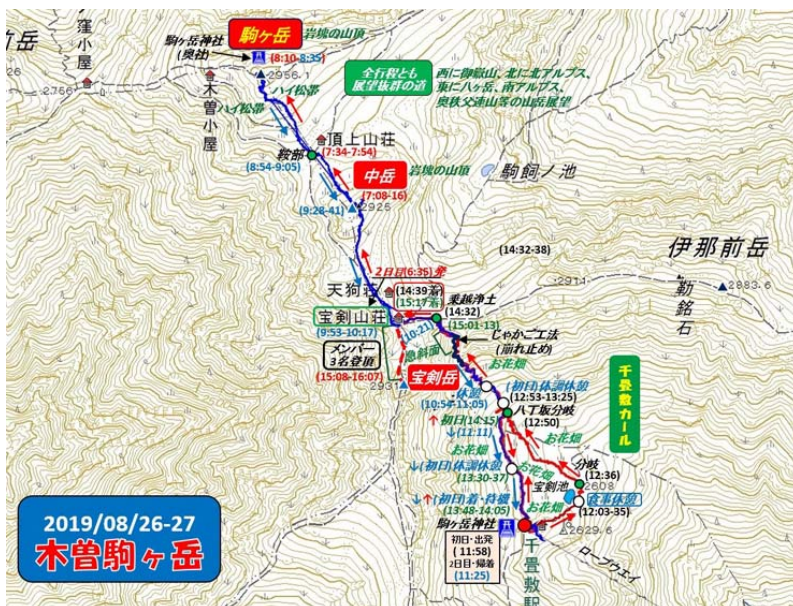 駒ヶ岳神社
(奥社)
駒ヶ岳
岩塊の山頂
(8:10-8:35)
2956.1
前岳
窪小屋
2756
木曽小屋
全行程とも
展望抜群の道
西に御嶽山、北に北アルプス、
東に八ヶ岳、南アルプス、
奥秩父連山等の山岳展望
ハイ松帯
ハイ松帯
頂上山荘
(7:34-7:54)
鞍部
(8:54-9:05)
中岳
岩塊の山頂
(7:08-16)
(9:28-41)
2925
駒飼ノ池
(14:32-38)
伊那前岳
2911
2883.6
勒銘石
2日目(6:35)発
天狗荘
(14:39着)
(15:17着)
宝剣山荘
(9:53-10:17)
(10:21)
乗越浄土
(14:32)
(15:01-13)
じゃかご工法
(崩れ止め)
メンバー
3名登頂
(15:08-16:07)
急斜面
宝剣岳
2931
お花畑
千畳敷カール
休憩
(10:54-11:05)
(初日)体調休憩
(12:53-13:25)
八丁坂分岐
(12:50)
↑初日(14:15)
↓(11:11)
お花畑
お花畑
↓(初日)体調休憩
(13:30-37)
分岐
(12:36)
2608
宝剣池
食事休憩
(12:03-35)
お花畑
↓↑(初日)着・待機
(13:48-14:05)
駒ヶ岳神社
2629.6
初日・出発
(11:58)
2日目・帰着
(11:25)
千畳敷駅
ロープウエイ
2019/08/26-27
木曽駒ヶ岳